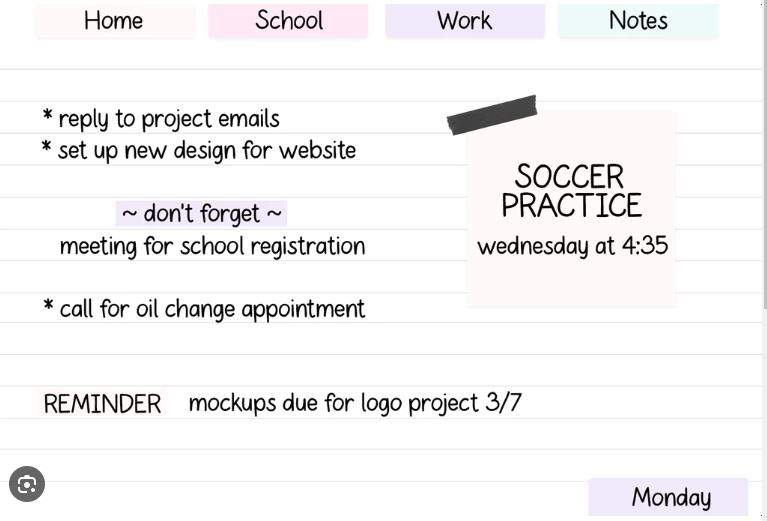 Home
School
Work
Notes
* reply to project emails
* set up new design for website
~ don't forget ~
meeting for school registration
* call for oil change appointment
SOCCER
PRACTICE
wednesday at 4:35
REMINDER mockups due for logo project 3/7
Monday